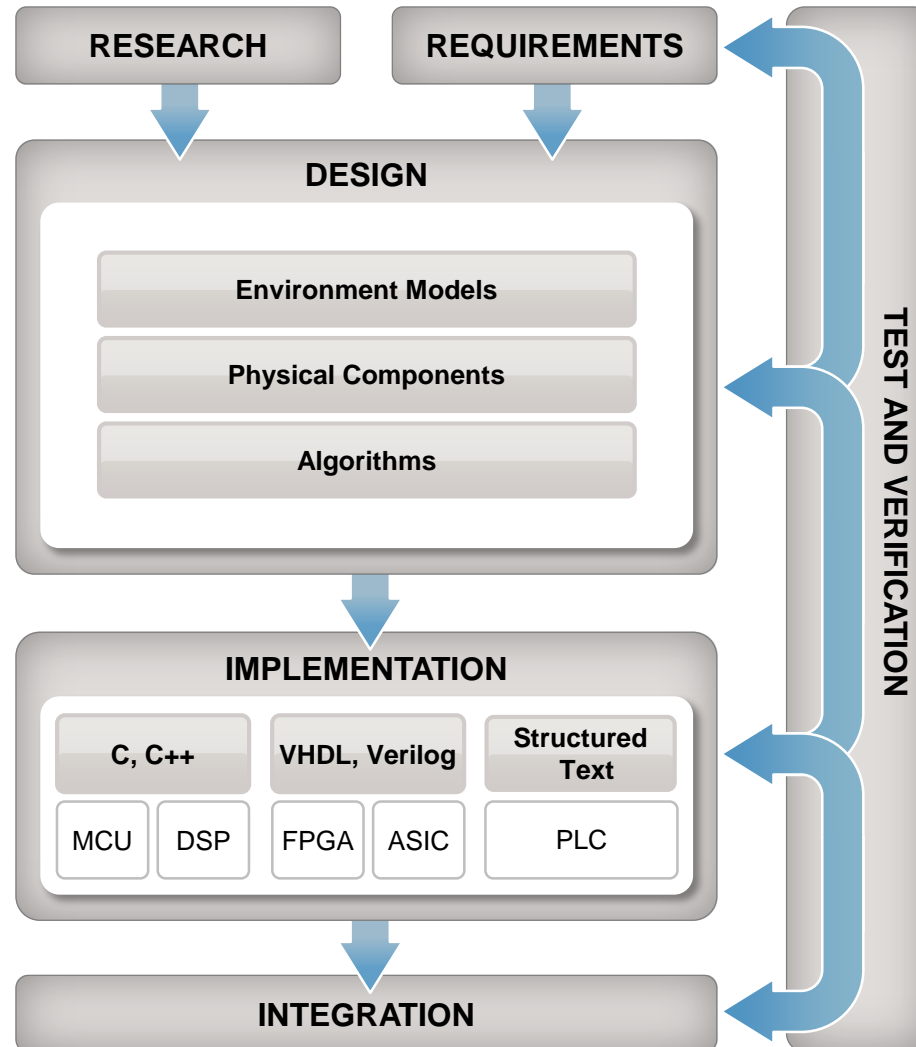 RESEARCH
REQUIREMENTS
DESIGN
Environment Models
Physical Components
Algorithms
IMPLEMENTATION
C, C++
VHDL, Verilog
Structured
Text
MCU
DSP
FPGA
ASIC
PLC
INTEGRATION
TEST AND VERIFICATION